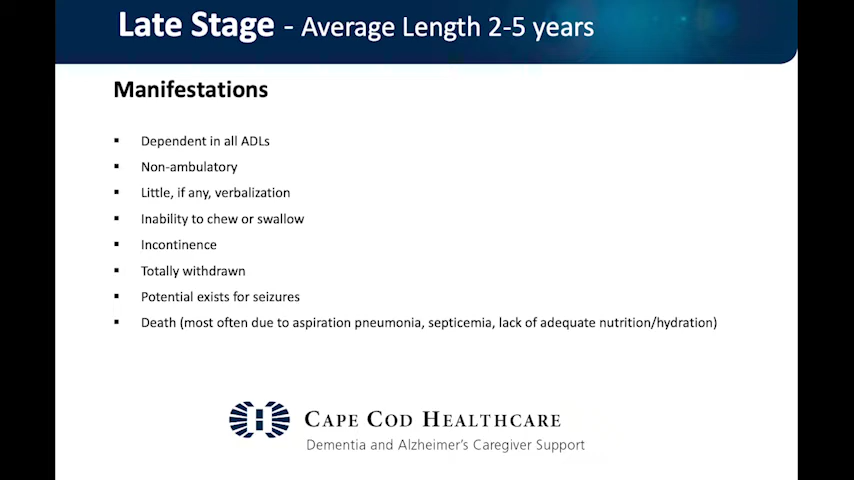 Late Stage - Average Length 2-5 years
Manifestations
▪ Dependent in all ADLs
▪ Non-ambulatory
▪ Little, if any, verbalization
▪ Inability to chew or swallow
▪ Incontinence
▪ Totally withdrawn
▪ Potential exists for seizures
▪ Death (most often due to aspiration pneumonia, septicemia, lack of adequate nutrition/hydration)
CAPE COD HEALTHCARE
Dementia and Alzheimer's Caregiver Support